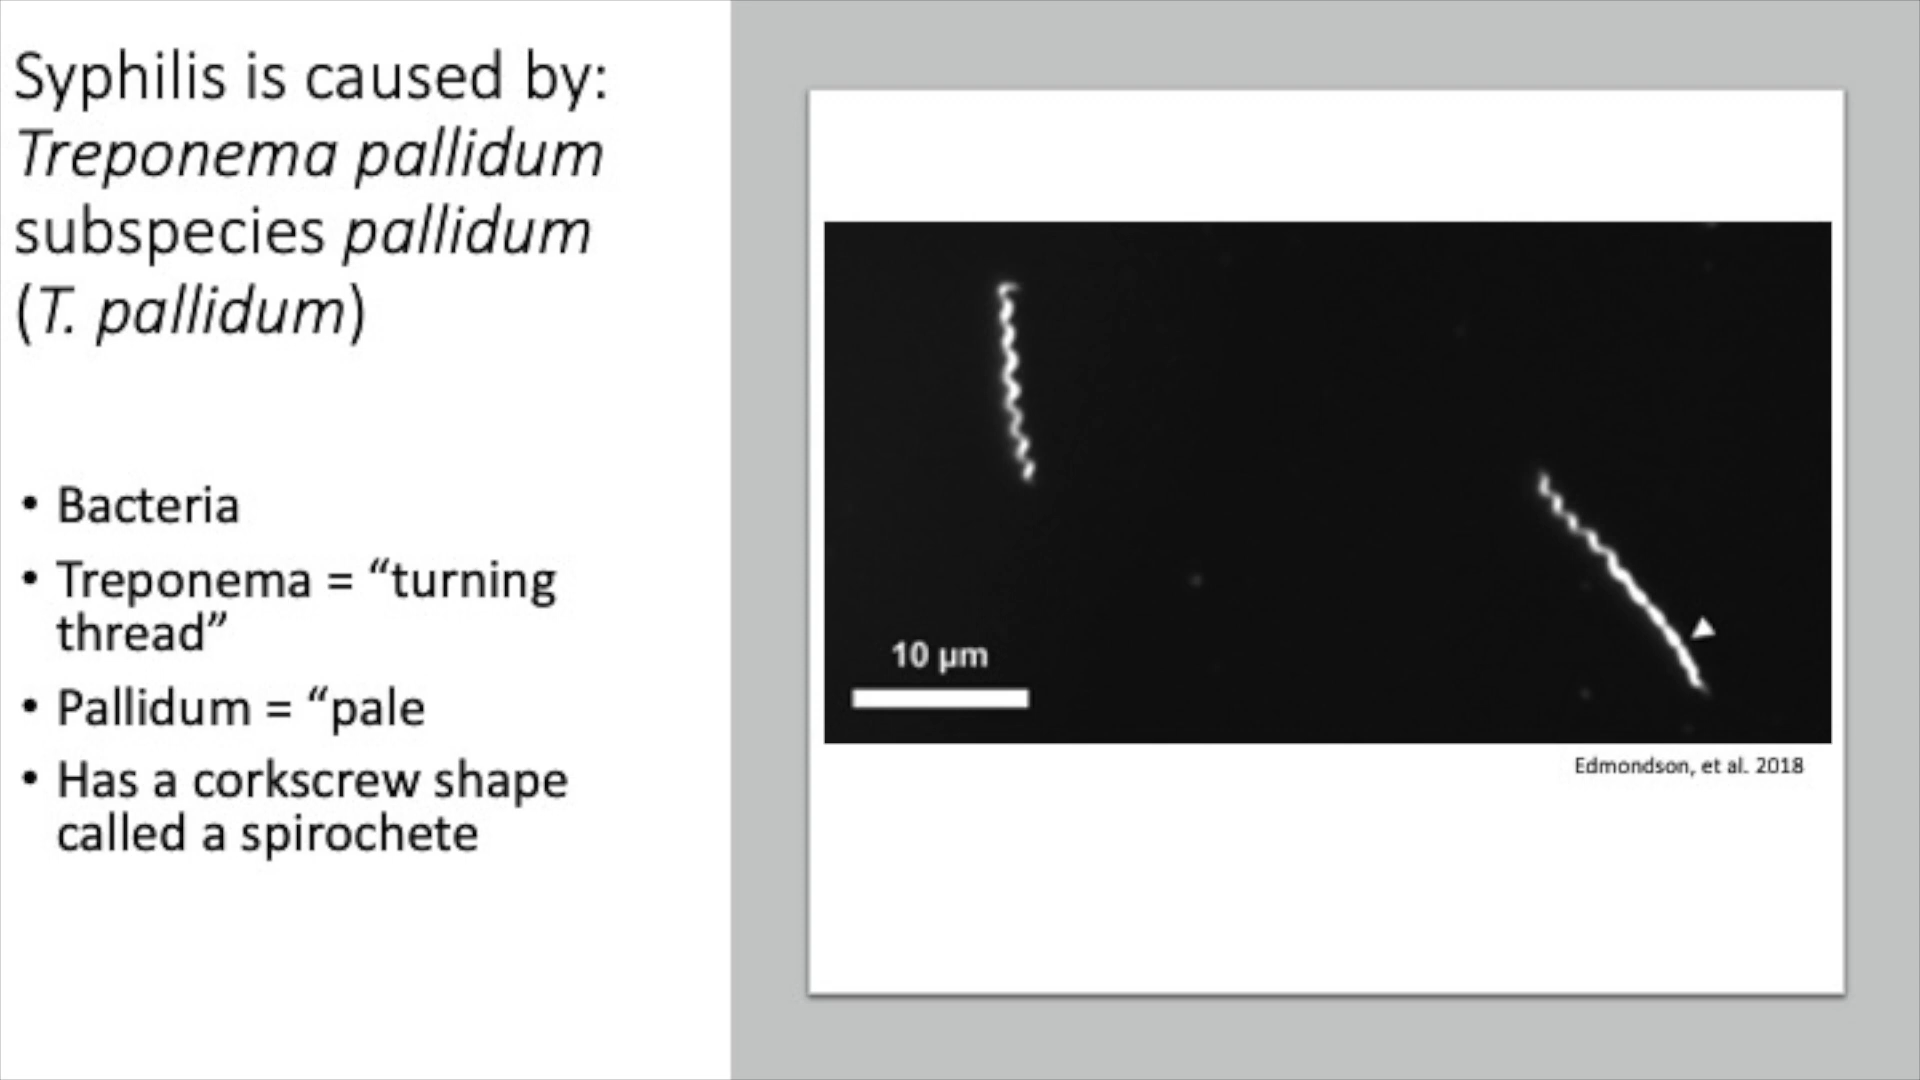 Syphilis is caused by:
Treponema pallidum
subspecies pallidum
(T. pallidum)
• Bacteria
• Treponema = “turning
thread”
• Pallidum = “pale
• Has a corkscrew shape
called a spirochete
10 µm
Edmondson, et al. 2018